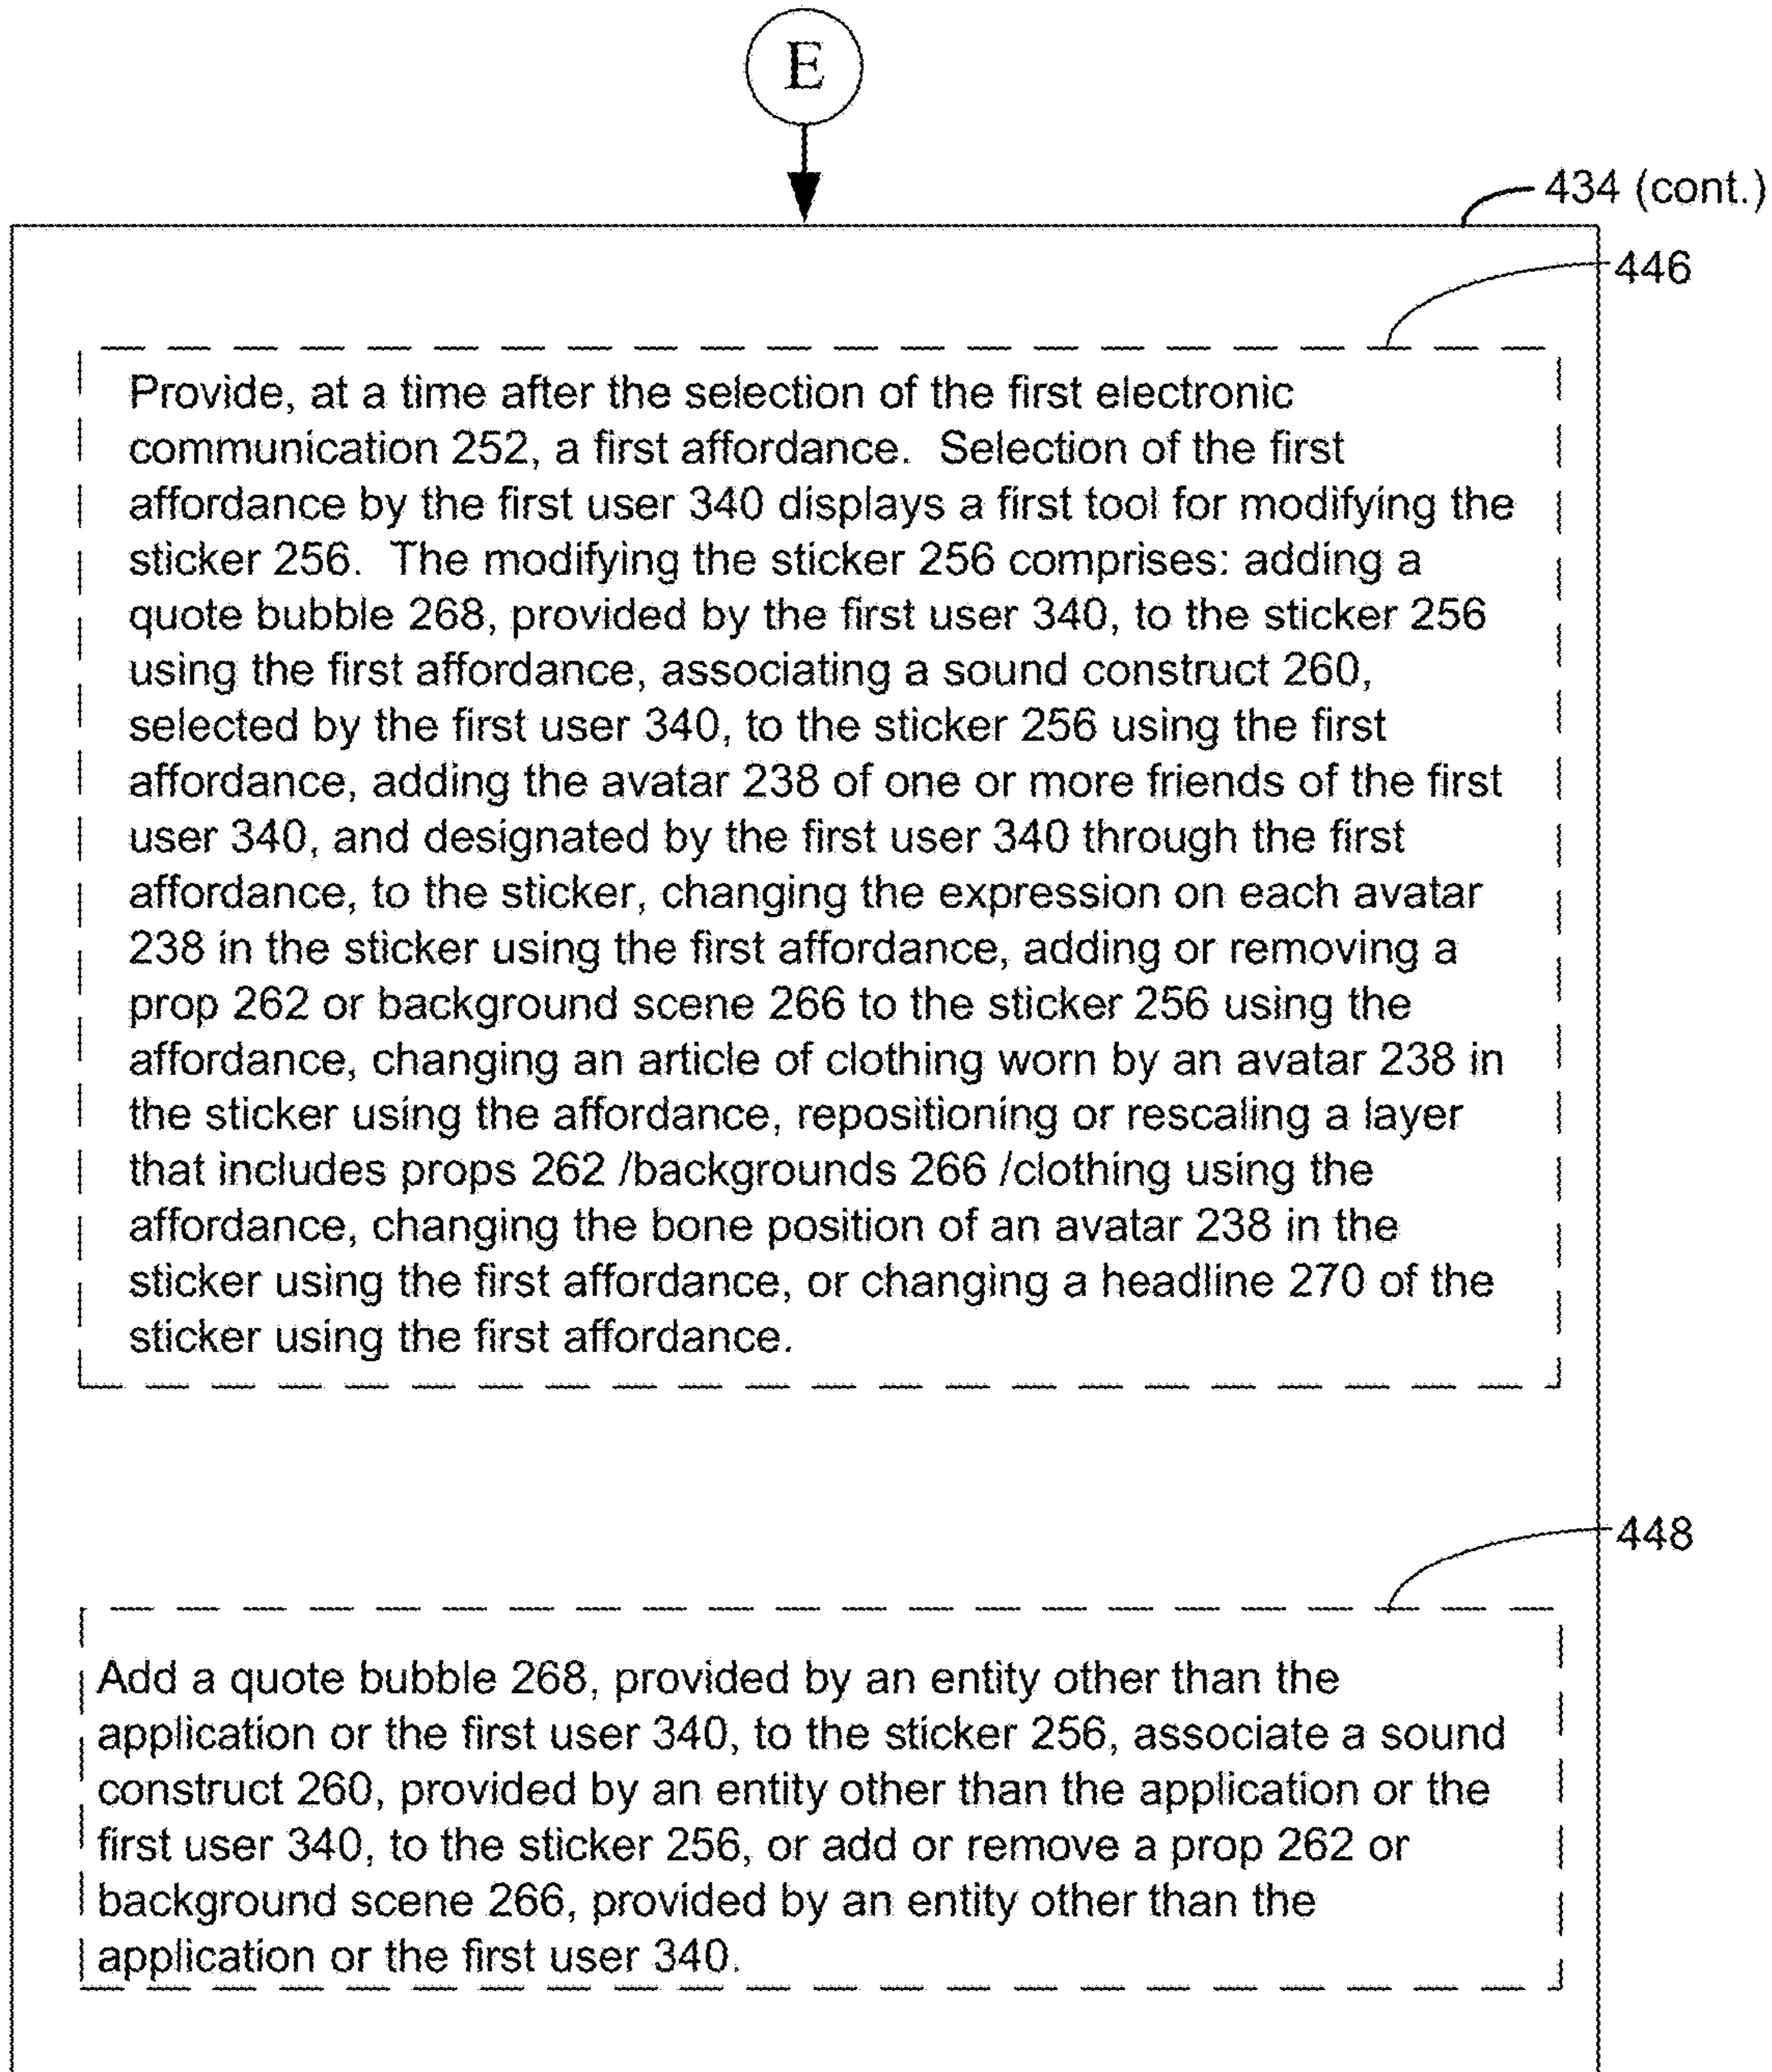 E
434 (cont.)
446
Provide, at a time after the selection of the first electronic
communication 252, a first affordance.  Selection of the first
affordance by the first user 340 displays a first tool for modifying the
sticker 256.  The modifying the sticker 256 comprises: adding a
quote bubble 268, provided by the first user 340, to the sticker 256
using the first affordance, associating a sound construct 260,
selected by the first user 340, to the sticker 256 using the first
affordance, adding the avatar 238 of one or more friends of the first
user 340, and designated by the first user 340 through the first
affordance, to the sticker, changing the expression on each avatar
238 in the sticker using the first affordance, adding or removing a
prop 262 or background scene 266 to the sticker 256 using the
affordance, changing an article of clothing worn by an avatar 238 in
the sticker using the affordance, repositioning or rescaling a layer
that includes props 262 /backgrounds 266 /clothing using the
affordance, changing the bone position of an avatar 238 in the
sticker using the first affordance, or changing a headline 270 of the
sticker using the first affordance.
448
Add a quote bubble 268, provided by an entity other than the
application or the first user 340, to the sticker 256, associate a sound
construct 260, provided by an entity other than the application or the
first user 340, to the sticker 256, or add or remove a prop 262 or
background scene 266, provided by an entity other than the
application or the first user 340.